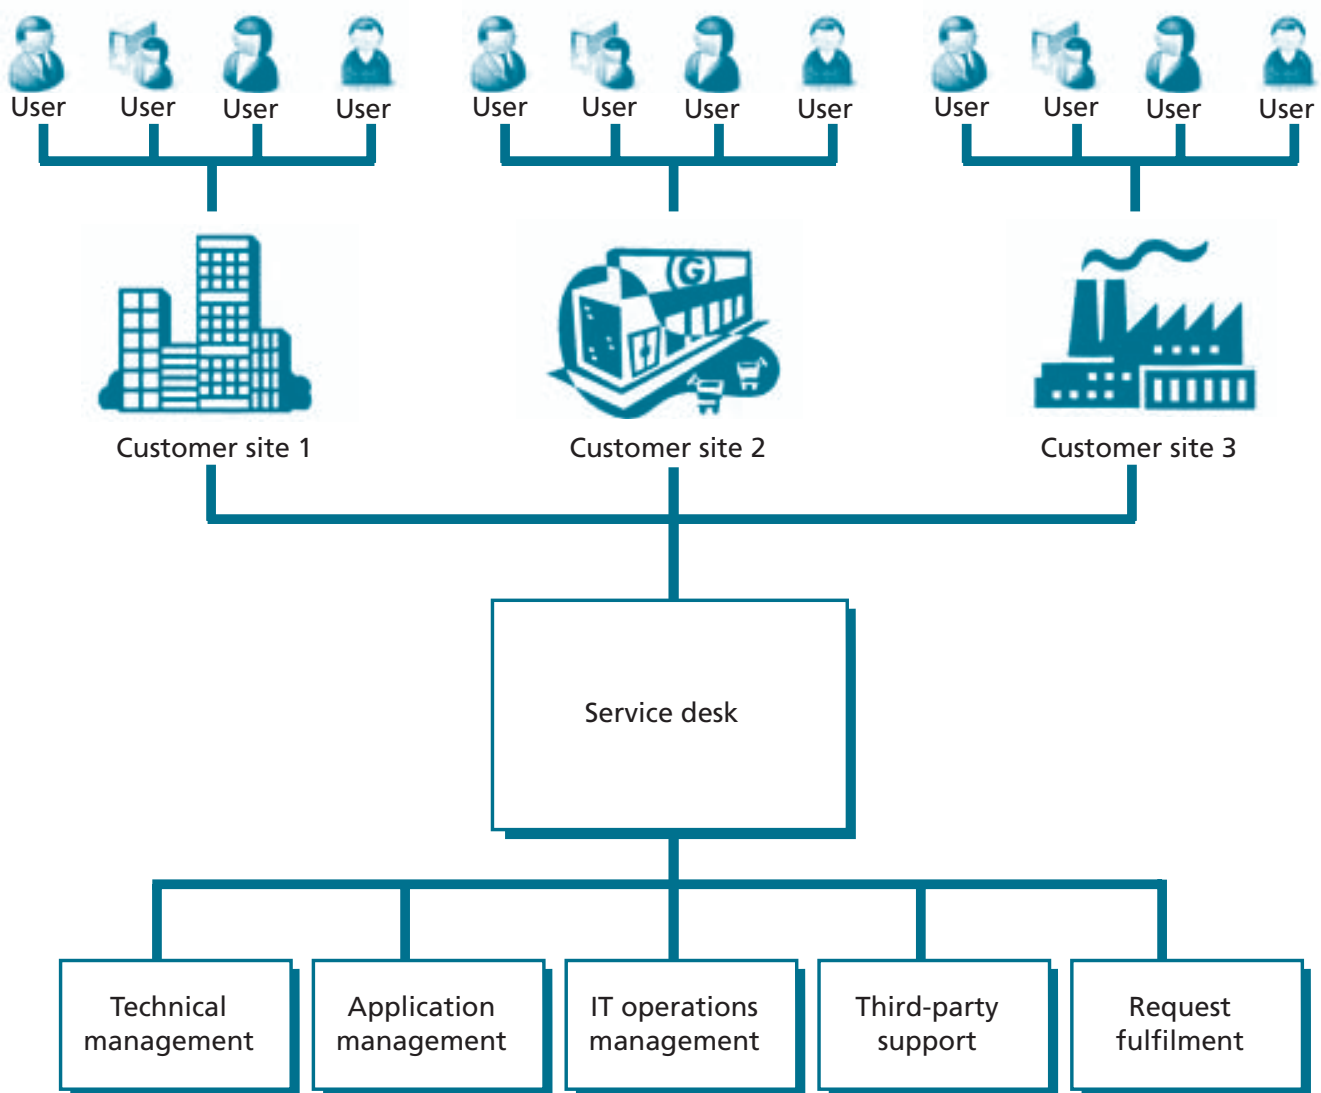 User User User User User User User User User User User User
G
Customer site 1 Customer site 2 Customer site 3
Service desk
Technical
management
Application
management
IT operations
management
Third-party
support
Request
fulfilment